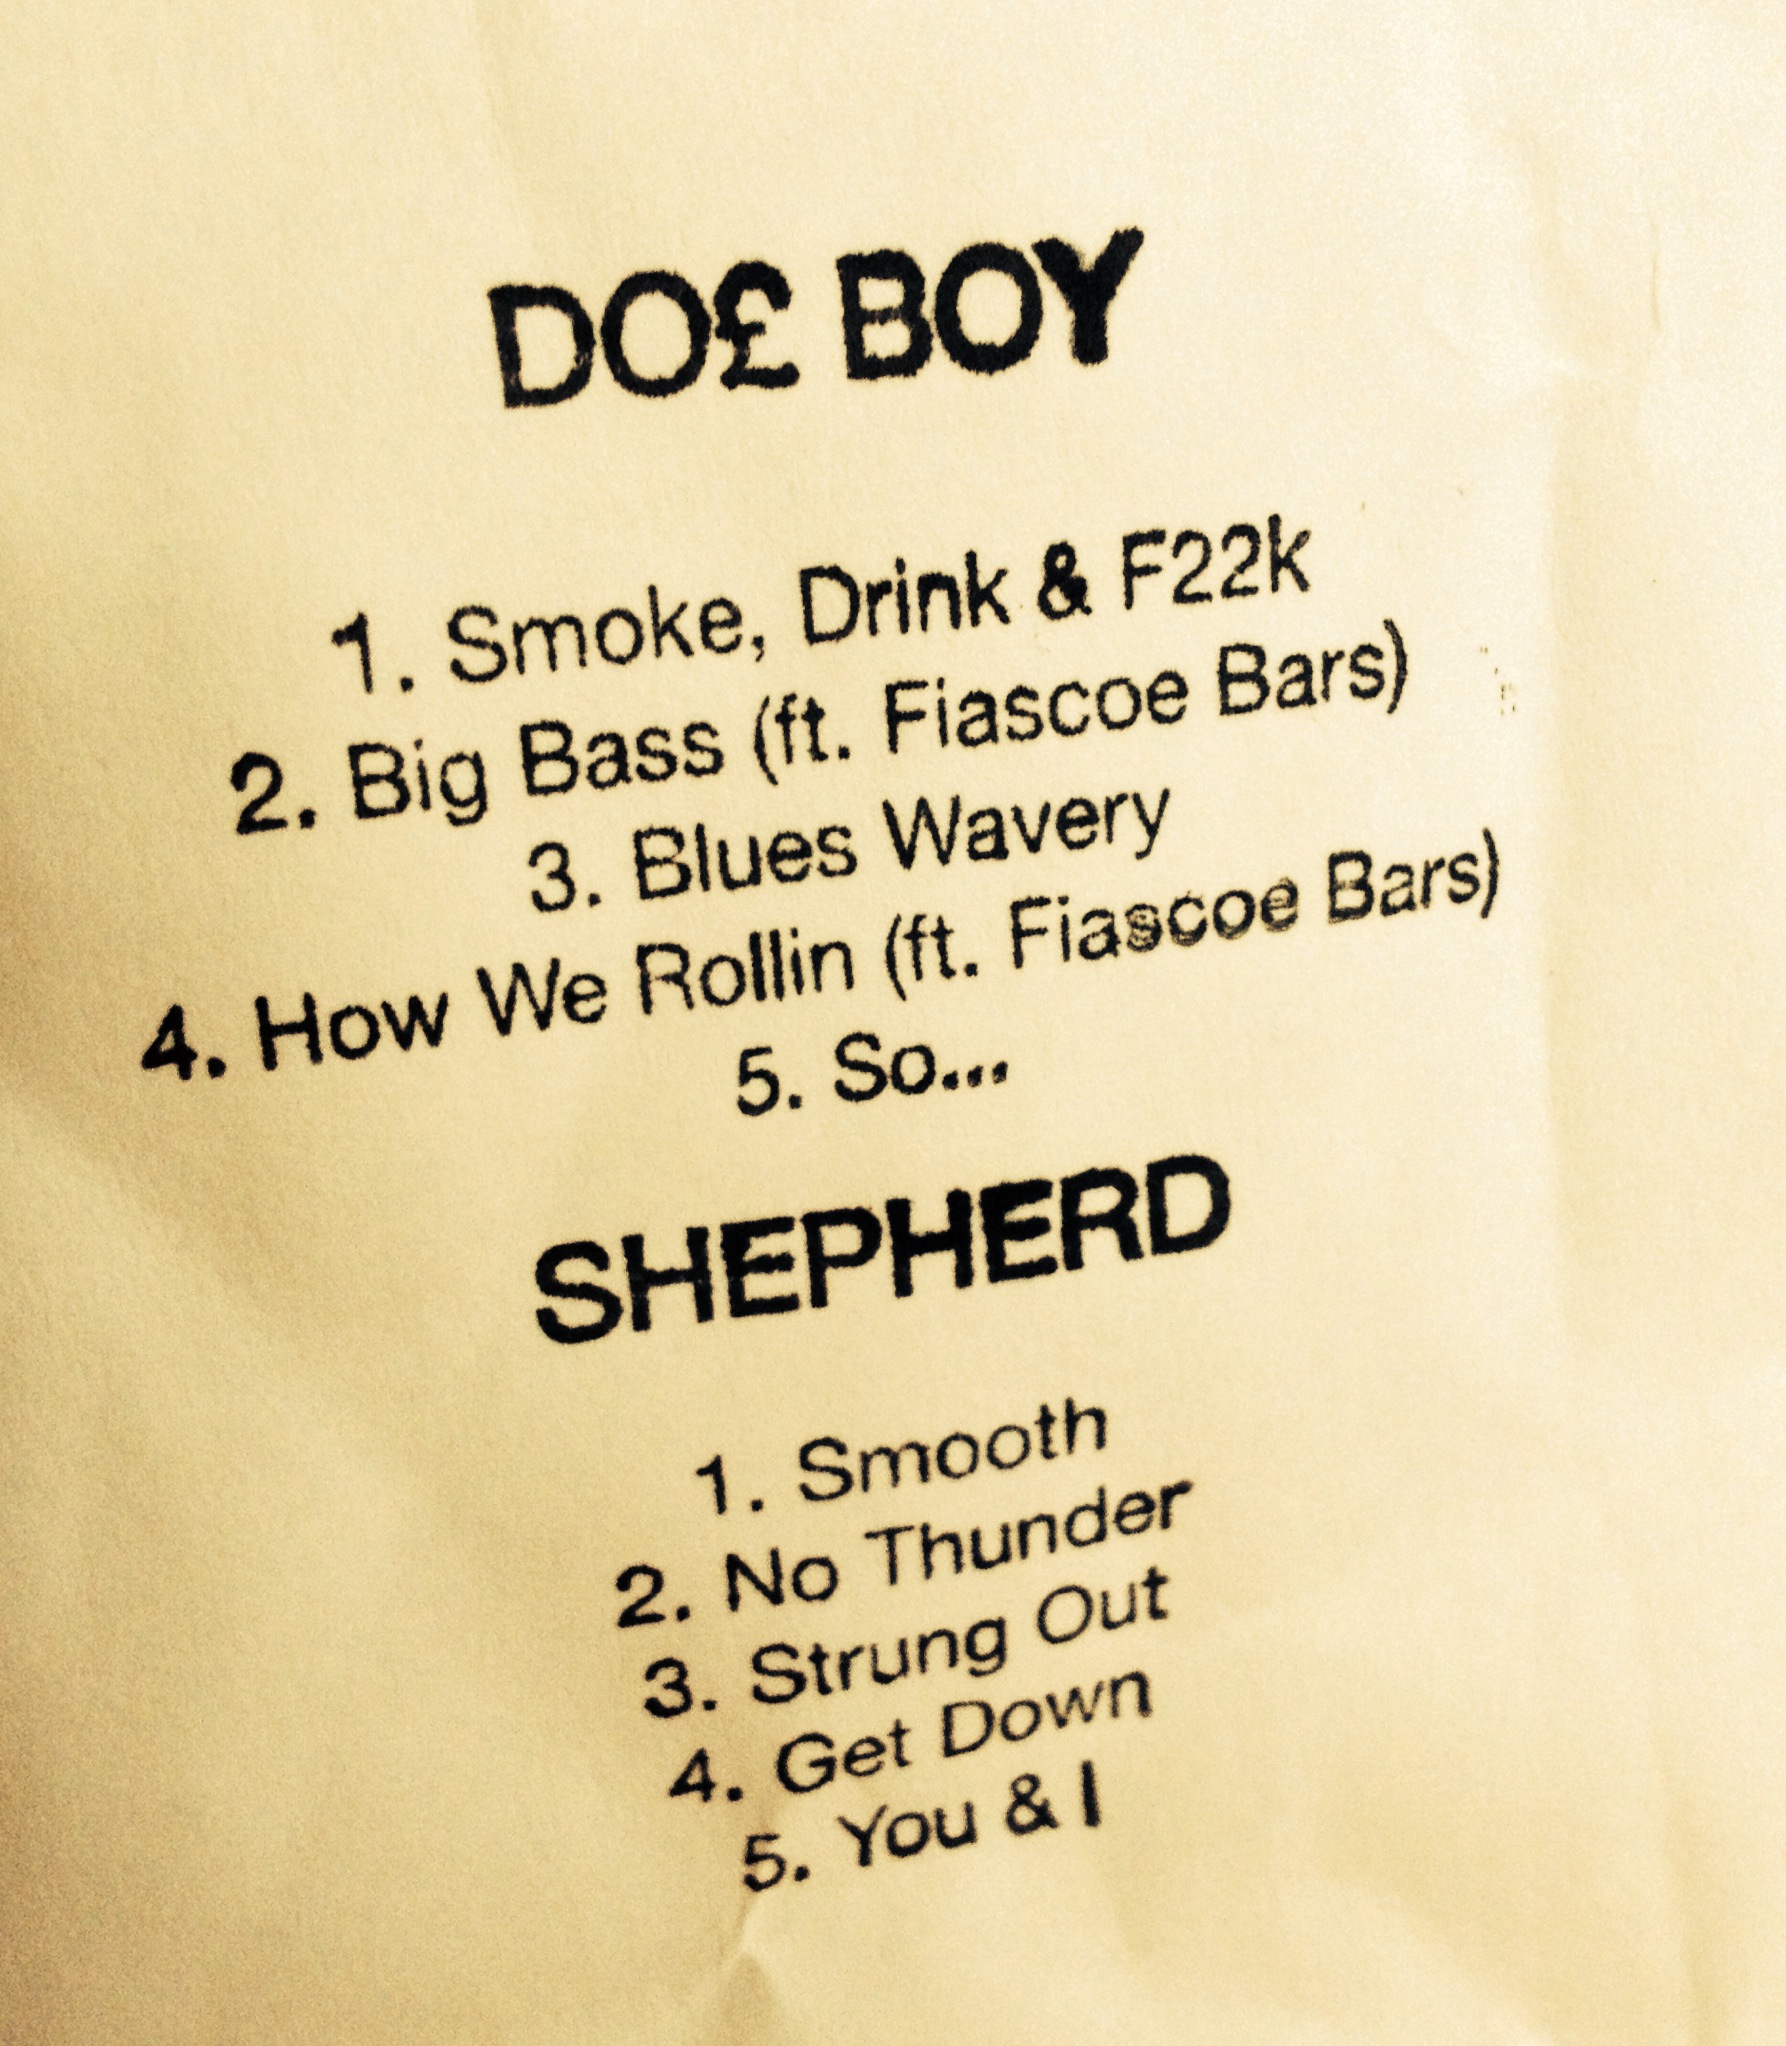 DO£ BOY
1. Smoke, Drink & F22k
2. Big Bass (ft. Fiascoe Bars)
3. Blues Wavery
4. How We Rollin (ft. Fiascoe Bars)
5. So...
SHEPHERD
1. Smooth
2. No Thunder
3. Strung Out
4. Get Down
5. You & I